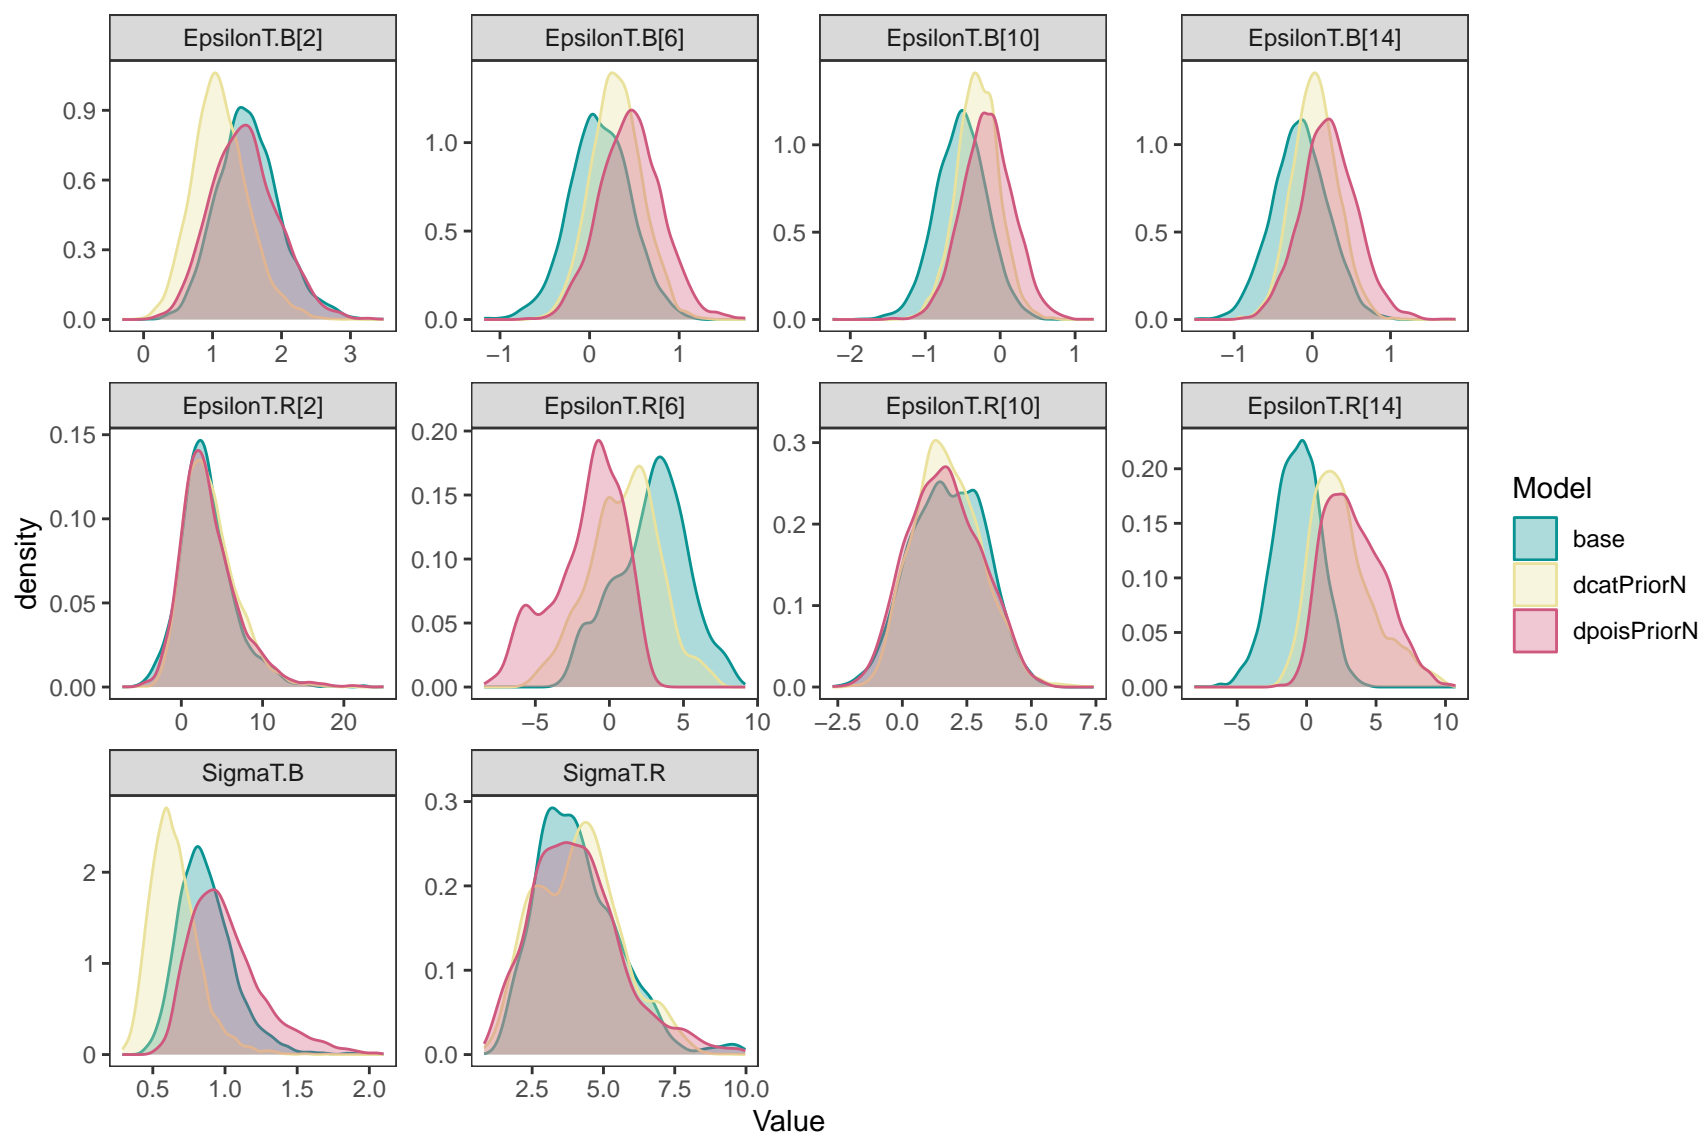 EpsilonT.B[2] EpsilonT.B[6] EpsilonT.B[10] EpsilonT.B[14]
0.9
0.6
0.3
0.0
1.0
0.5
0.0
1.0
0.5
0.0
1.0
0.5
0.0
0 1 2 3
−1 0 1
−2 −1 0 1
−1 0 1
EpsilonT.R[2] EpsilonT.R[6] EpsilonT.R[10] EpsilonT.R[14]
0.15
0.10
0.05
0.00
0.20
0.15
0.10
0.05
0.00
0.3
0.2
0.1
0.0
0.20
0.15
0.10
0.05
0.00
0 10 20
−5 0 5 10
−2.5 0.0 2.5 5.0 7.5
−5 0 5 10
SigmaT.B SigmaT.R
2
1
0
0.3
0.2
0.1
0.0
0.5 1.0 1.5 2.0
2.5 5.0 7.5 10.0
density
Value
Model
base
dcatPriorN
dpoisPriorN